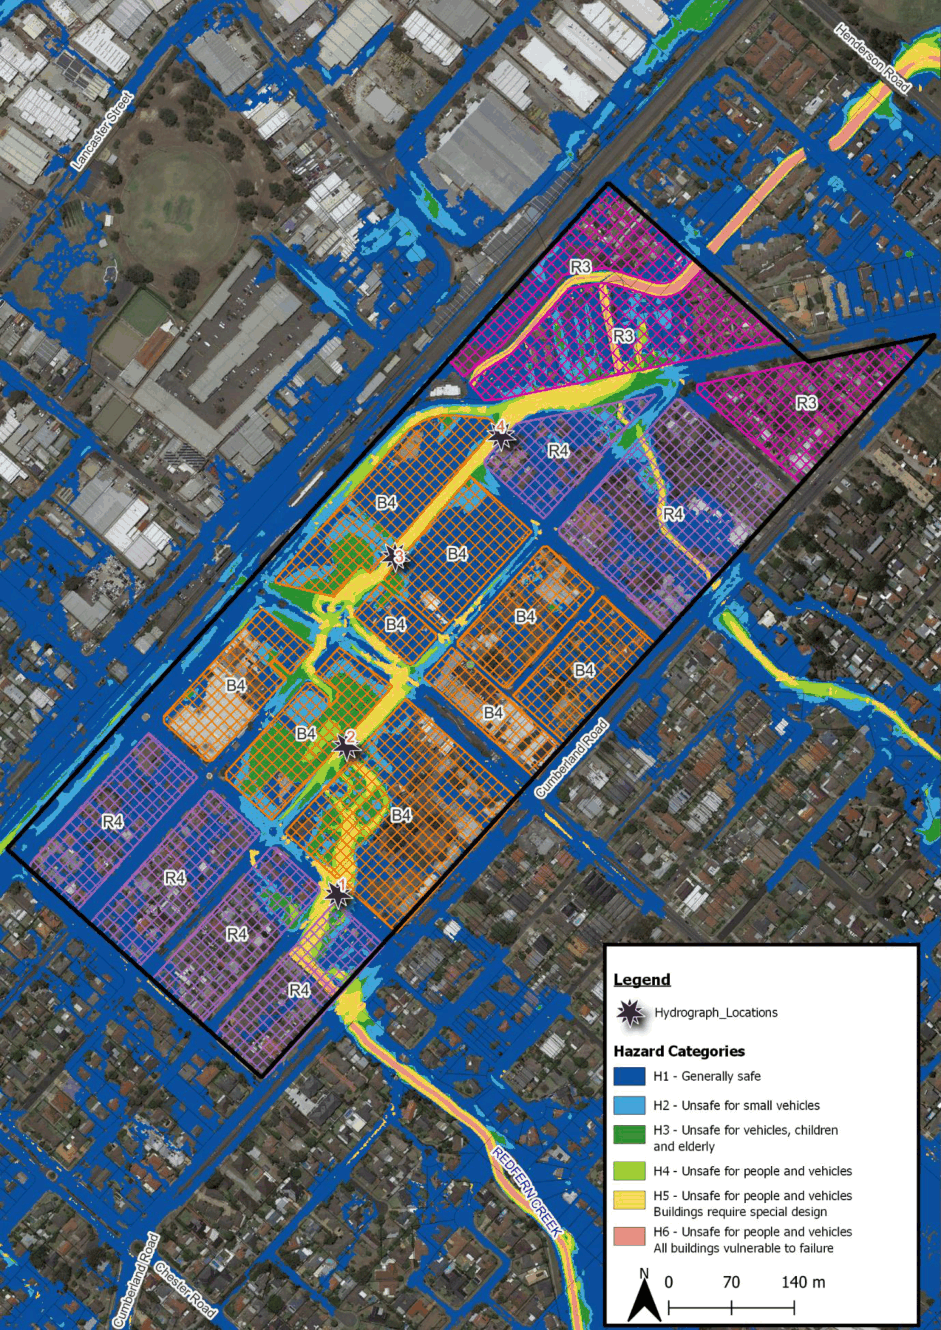 Henderson Road
Lancaster Street
R3
R3
R3
4
R4
B4
R4
3
B4
B4
B4
B4
B4
B4
B4
2
B4
R4
R4
1
R4
R4
Cumberland Road
REDFERN CREEK
Cumberland Road
Chester Road
Legend
Hydrograph_Locations
Hazard Categories
H1 - Generally safe
H2 - Unsafe for small vehicles
H3 - Unsafe for vehicles, children
and elderly
H4 - Unsafe for people and vehicles
H5 - Unsafe for people and vehicles
Buildings require special design
H6 - Unsafe for people and vehicles
All buildings vulnerable to failure
N
0 70 140 m